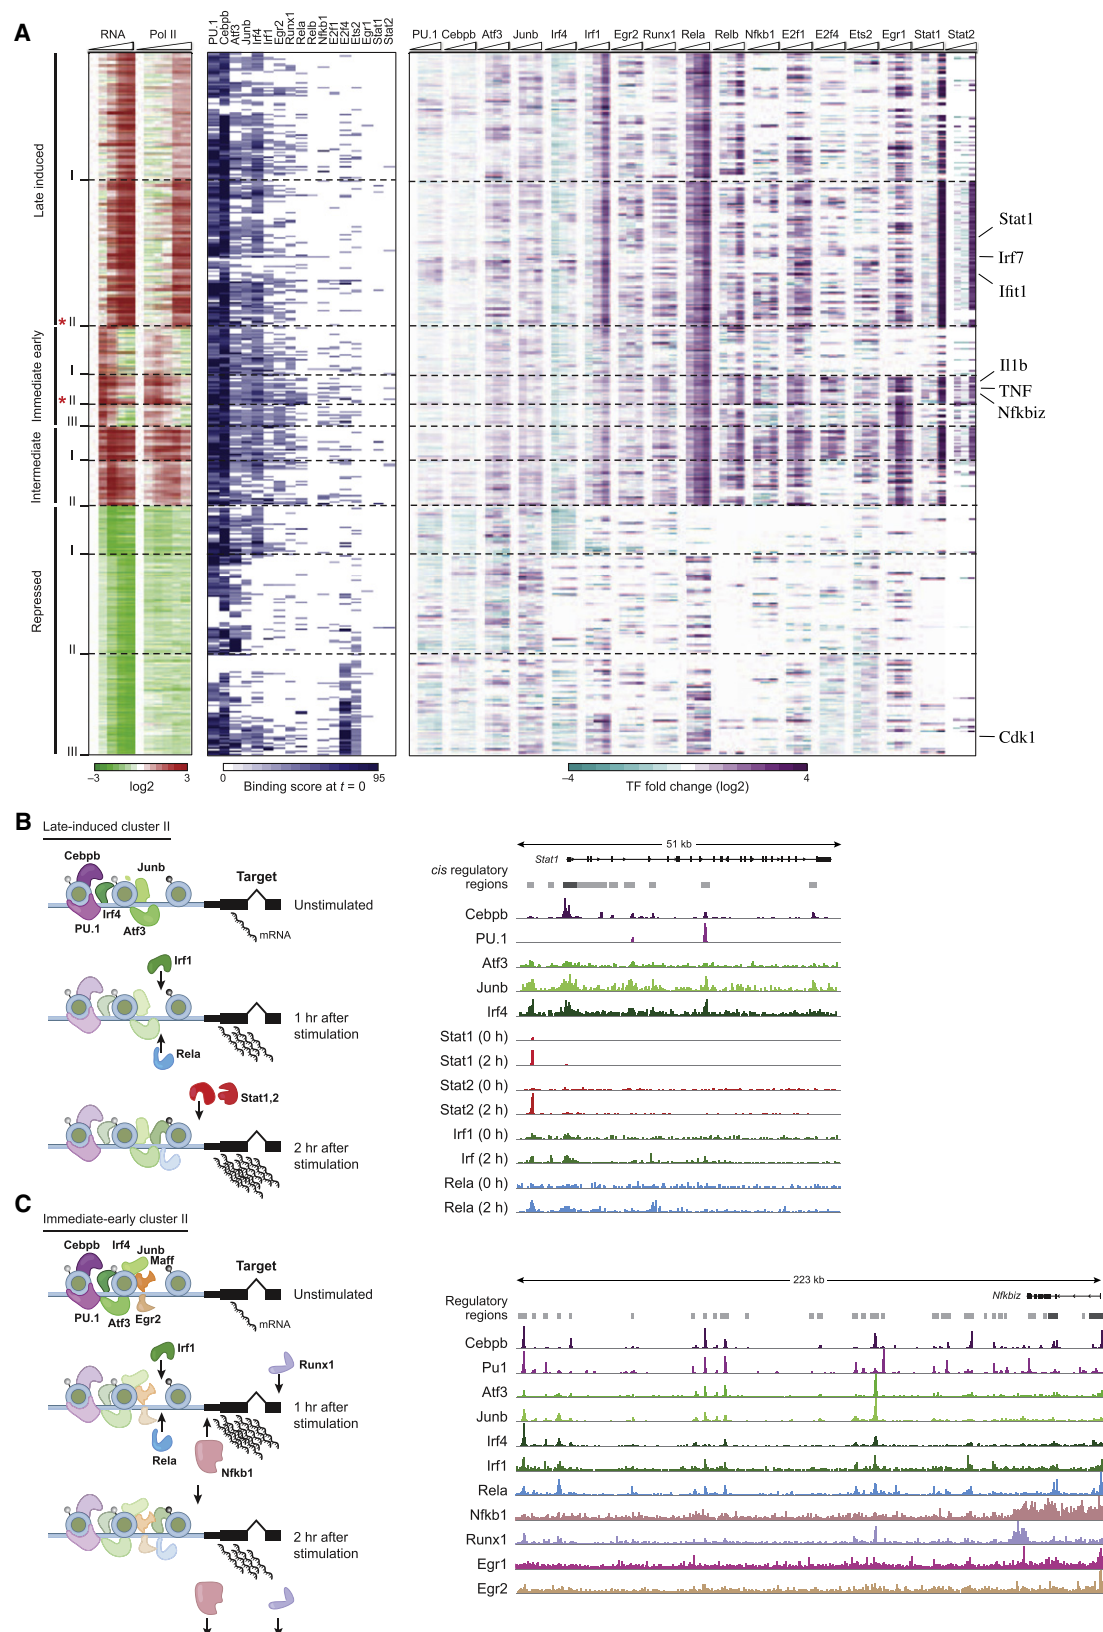 A
RNA Pol II
PU.1 Cebpb Atf3 Junb Irf4 Irf1 Egr2 Runx1 Rela Relb Nfkb1 E2f1 E2f4 Ets2 Egr1 Stat1 Stat2
PU.1 Cebpb Atf3 Junb Irf4 Irf1 Egr2 Runx1 Rela Relb Nfkb1 E2f1 E2f4 Ets2 Egr1 Stat1 Stat2
Late induced
I
* II
Immediate early
I
* II
III
Intermediate
I
II
Repressed
I
II
III
Stat1
Irf7
Ifit1
Il1b
TNF
Nfkbiz
Cdk1
–3 3
log2
0 95
Binding score at t = 0
–4 4
TF fold change (log2)
B
Late-induced cluster II
Cebpb
Junb
Irf4
PU.1
Atf3
Target
mRNA
Unstimulated
Irf1
Rela
1 hr after
stimulation
Stat1,2
2 hr after
stimulation
51 kb
Stat1
cis regulatory
regions
Cebpb
PU.1
Atf3
Junb
Irf4
Stat1 (0 h)
Stat1 (2 h)
Stat2 (0 h)
Stat2 (2 h)
Irf1 (0 h)
Irf (2 h)
Rela (0 h)
Rela (2 h)
C
Immediate-early cluster II
Cebpb
Irf4
Junb
Maff
PU.1
Atf3
Egr2
Target
mRNA
Unstimulated
Irf1
Runx1
Rela
Nfkb1
1 hr after
stimulation
2 hr after
stimulation
223 kb
Nfkbiz
Regulatory
regions
Cebpb
Pu1
Atf3
Junb
Irf4
Irf1
Rela
Nfkb1
Runx1
Egr1
Egr2